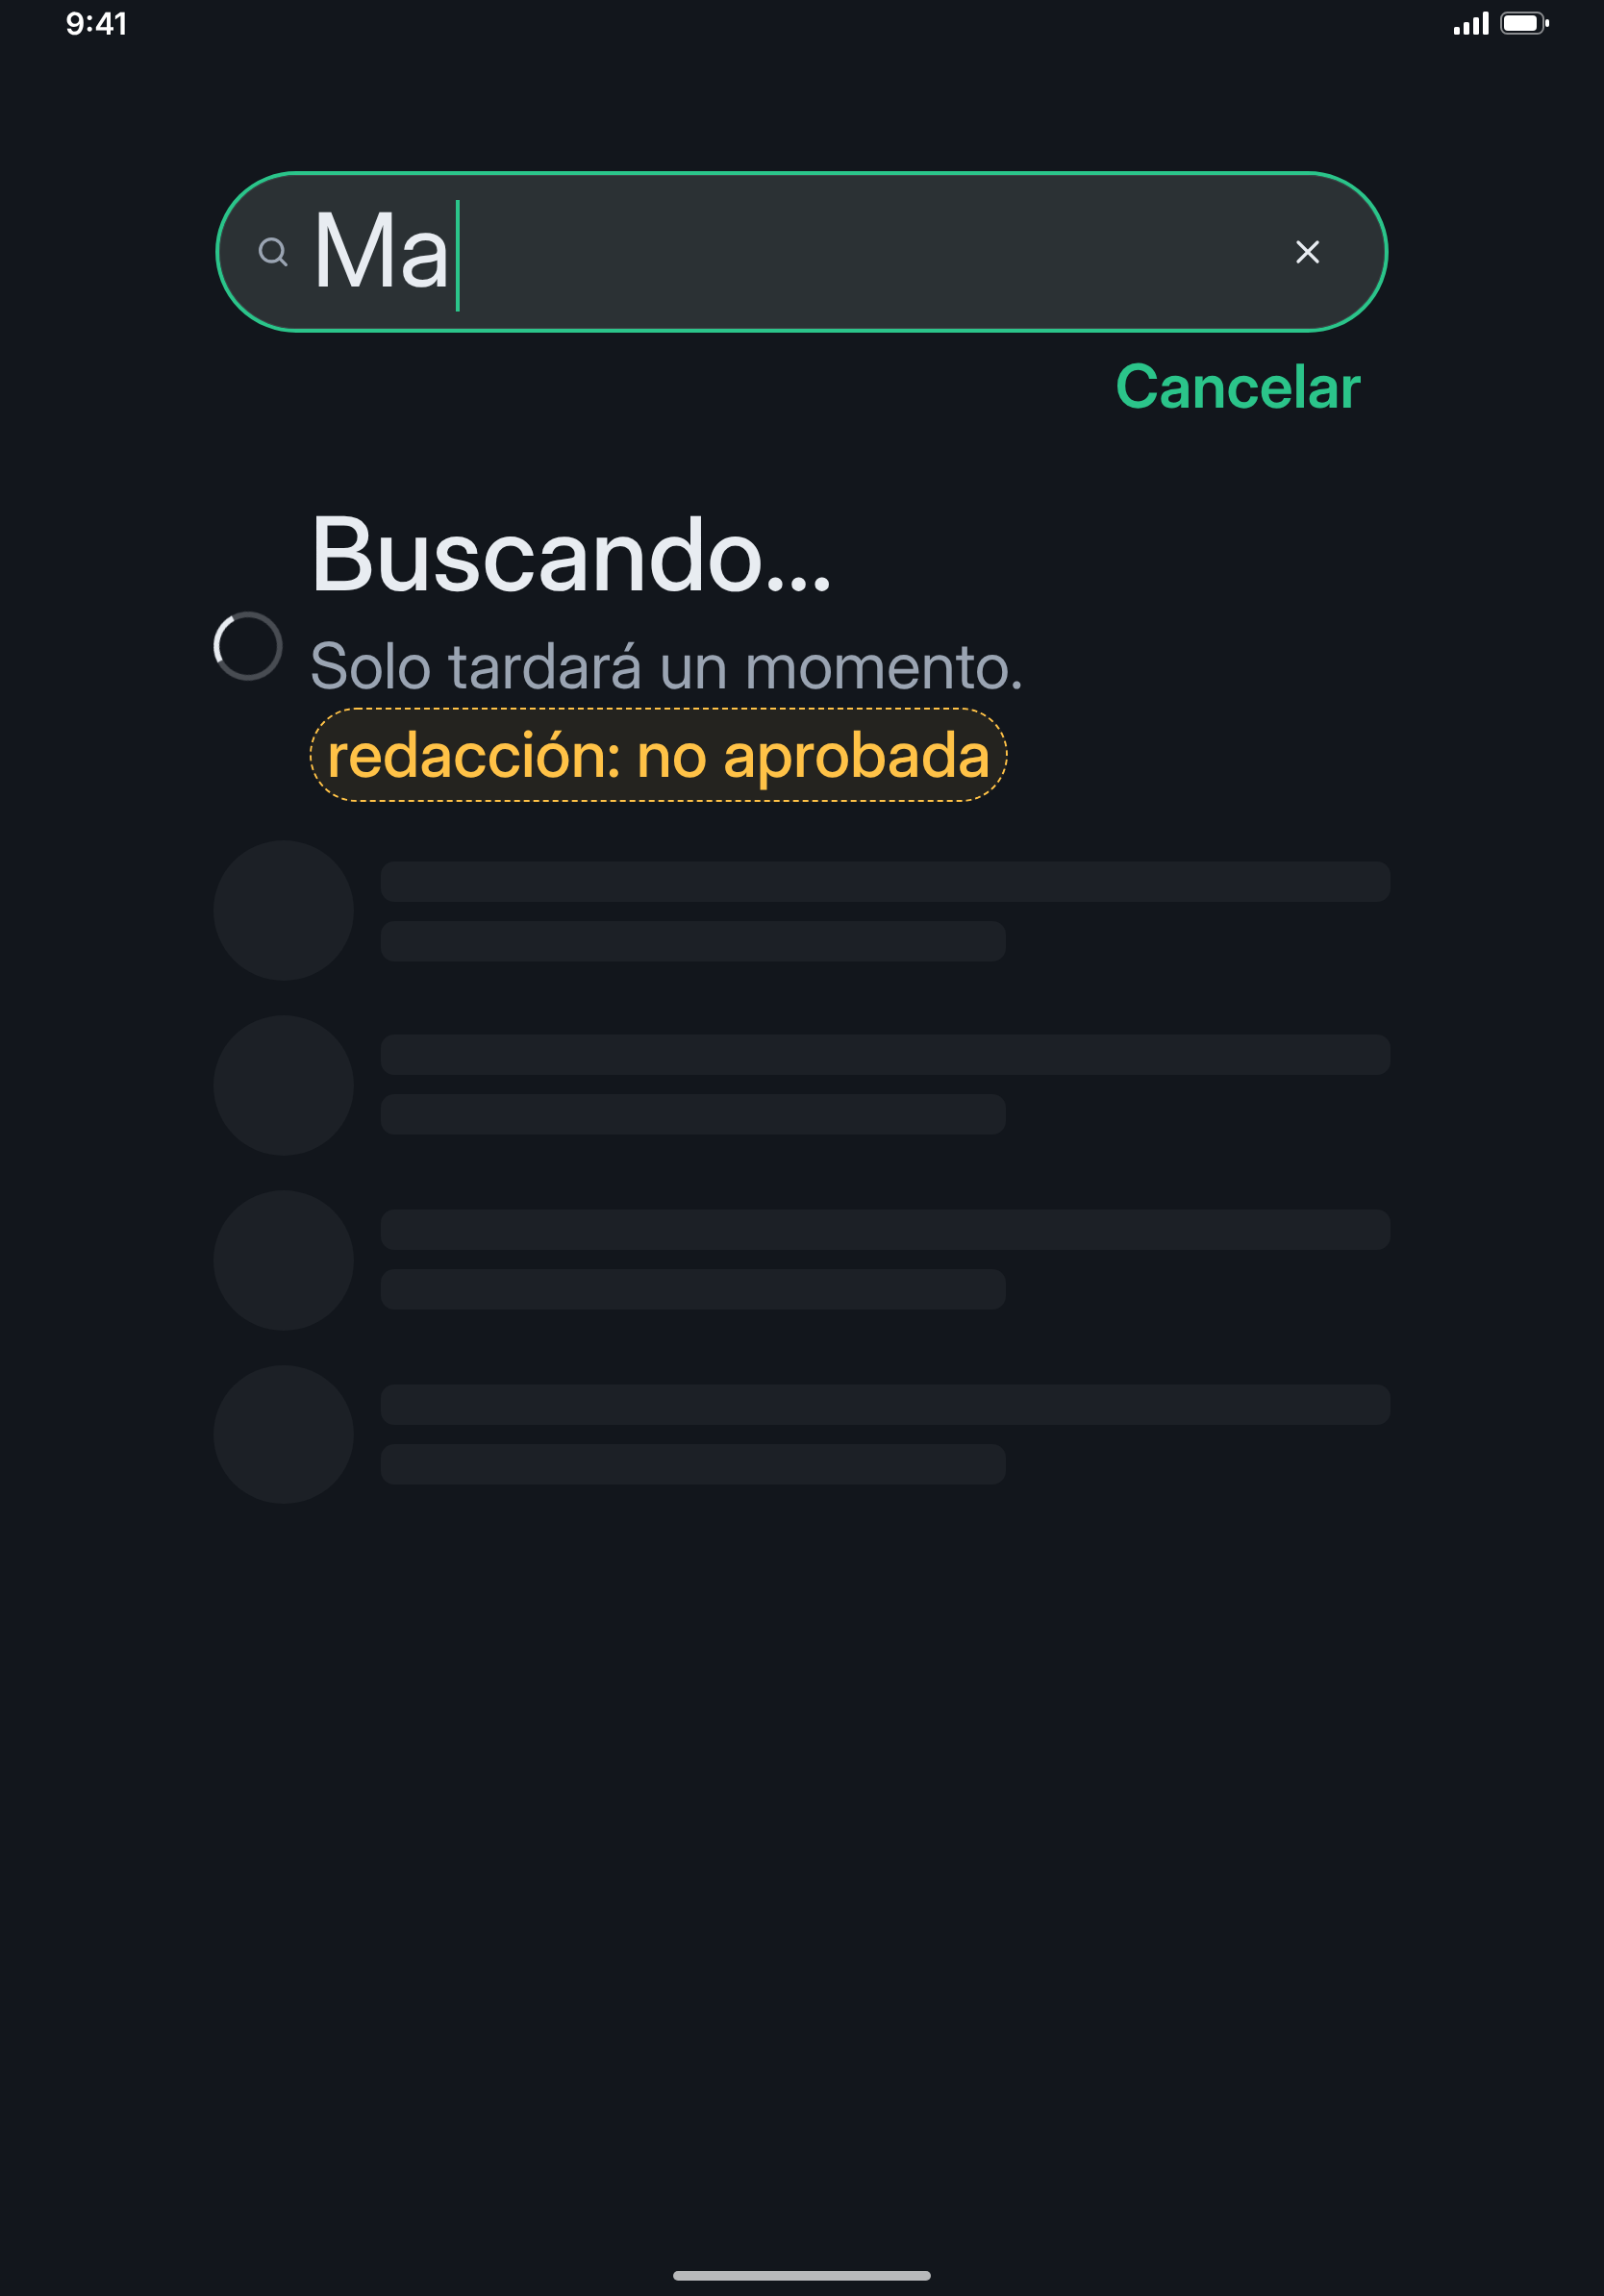 9:41
Ma
Cancelar
Buscando...
Solo tardará un momento.
redacción: no aprobada